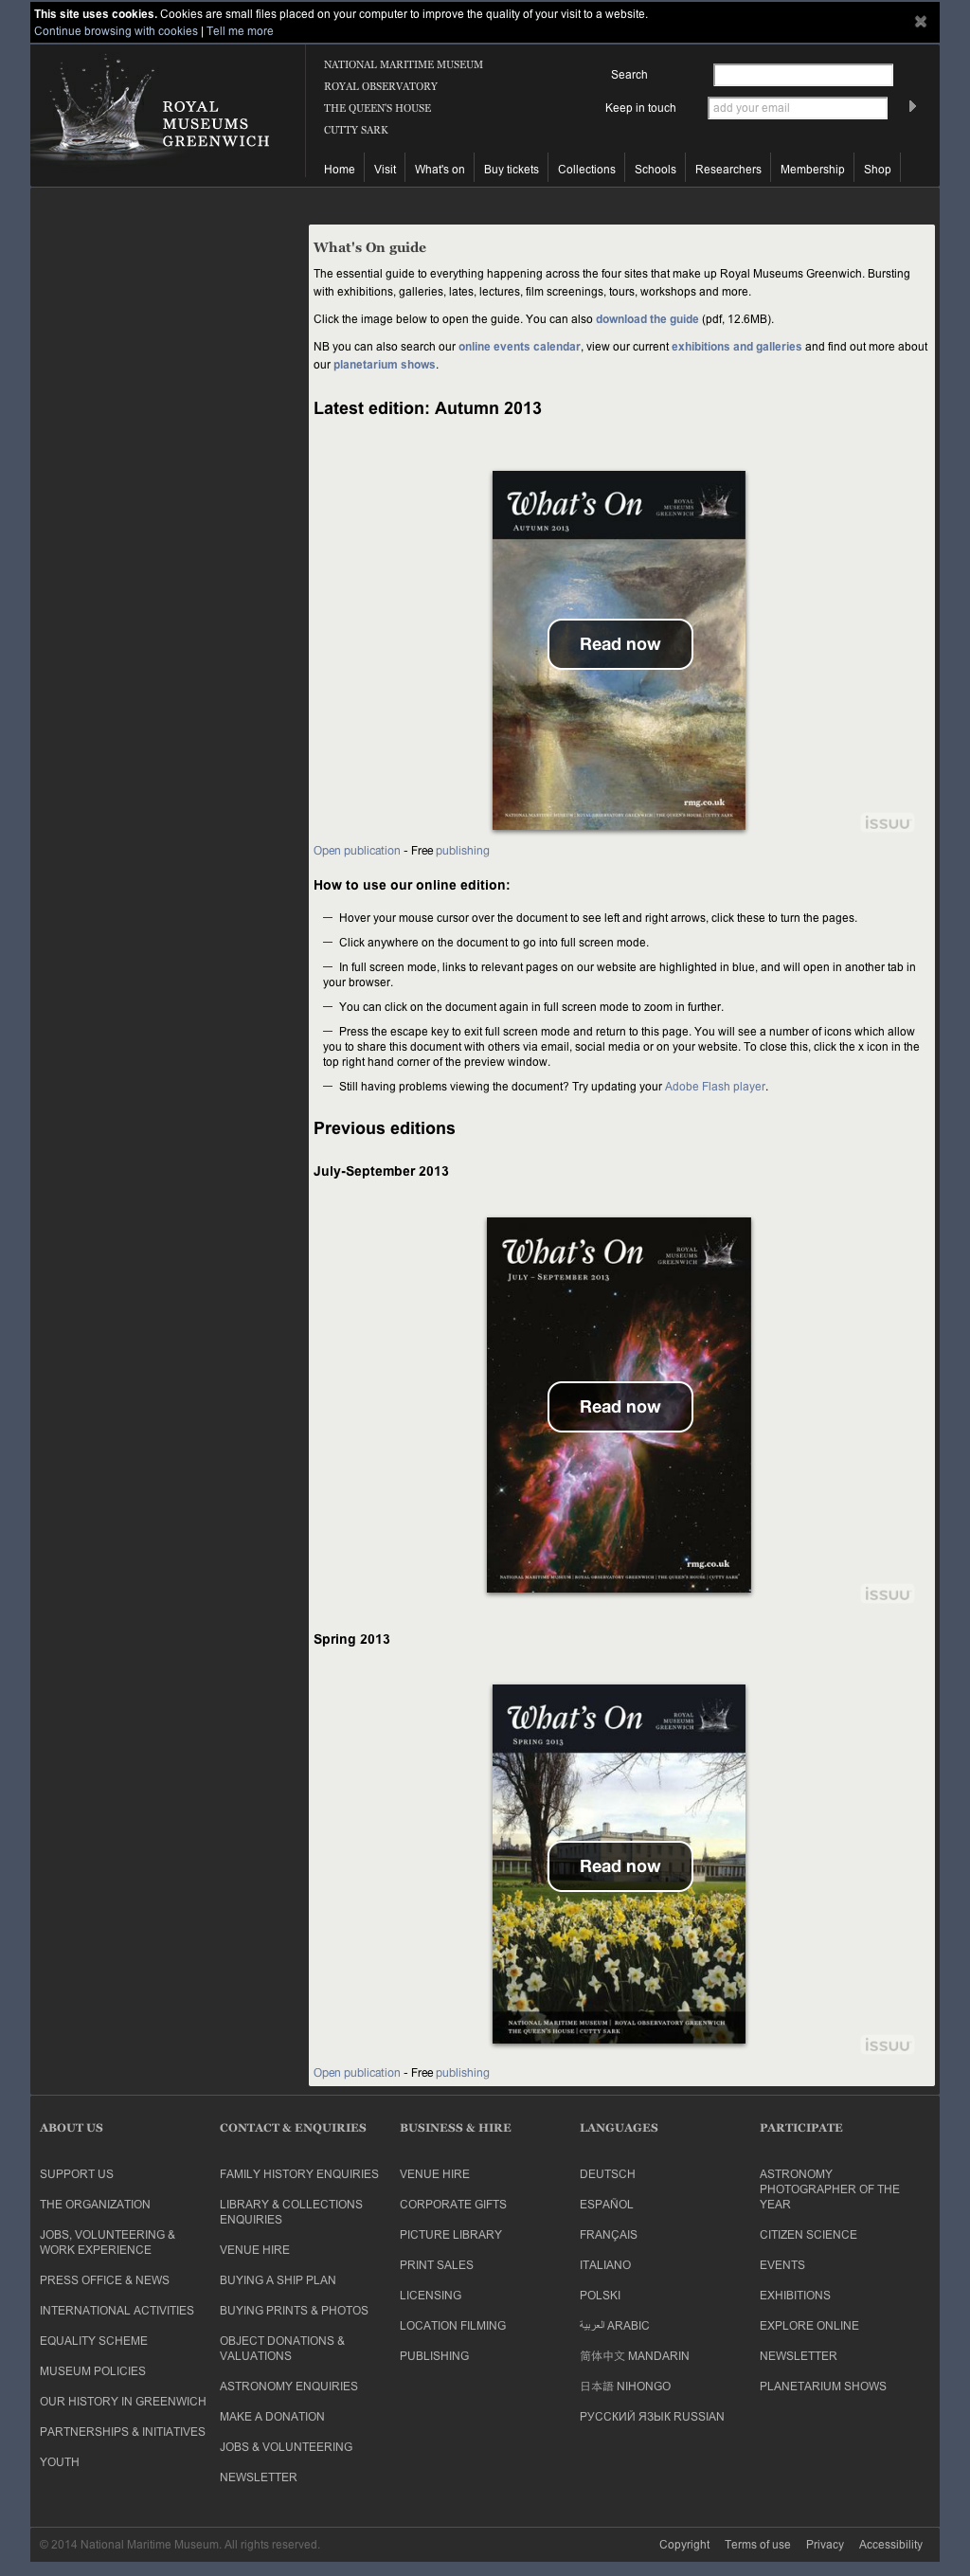 This site uses cookies. Cookies are small files placed on your computer to improve the quality of your visit to a website.
Continue browsing with cookies | Tell me more
ROYAL
MUSEUMS
GREENWICH
NATIONAL MARITIME MUSEUM
ROYAL OBSERVATORY
THE QUEEN'S HOUSE
CUTTY SARK
Search
Keep in touch
add your email
Home
Visit
What's on
Buy tickets
Collections
Schools
Researchers
Membership
Shop
What's On guide
The essential guide to everything happening across the four sites that make up Royal Museums Greenwich. Bursting
with exhibitions, galleries, lates, lectures, film screenings, tours, workshops and more.
Click the image below to open the guide. You can also download the guide (pdf, 12.6MB).
NB you can also search our online events calendar, view our current exhibitions and galleries and find out more about
our planetarium shows.
Latest edition: Autumn 2013
What's On
ROYAL
MUSEUMS
GREENWICH
AUTUMN 2013
Read now
rmg.co.uk
NATIONAL MARITIME MUSEUM | ROYAL OBSERVATORY GREENWICH | THE QUEEN'S HOUSE | CUTTY SARK
issuu
Open publication - Free publishing
How to use our online edition:
— Hover your mouse cursor over the document to see left and right arrows, click these to turn the pages.
— Click anywhere on the document to go into full screen mode.
— In full screen mode, links to relevant pages on our website are highlighted in blue, and will open in another tab in
your browser.
— You can click on the document again in full screen mode to zoom in further.
— Press the escape key to exit full screen mode and return to this page. You will see a number of icons which allow
you to share this document with others via email, social media or on your website. To close this, click the x icon in the
top right hand corner of the preview window.
— Still having problems viewing the document? Try updating your Adobe Flash player.
Previous editions
July-September 2013
What's On
ROYAL
MUSEUMS
GREENWICH
JULY – SEPTEMBER 2013
Read now
rmg.co.uk
NATIONAL MARITIME MUSEUM | ROYAL OBSERVATORY GREENWICH | THE QUEEN'S HOUSE | CUTTY SARK
issuu
Spring 2013
What's On
ROYAL
MUSEUMS
GREENWICH
SPRING 2013
Read now
NATIONAL MARITIME MUSEUM | ROYAL OBSERVATORY GREENWICH
THE QUEEN'S HOUSE | CUTTY SARK
issuu
Open publication - Free publishing
ABOUT US
SUPPORT US
THE ORGANIZATION
JOBS, VOLUNTEERING &
WORK EXPERIENCE
PRESS OFFICE & NEWS
INTERNATIONAL ACTIVITIES
EQUALITY SCHEME
MUSEUM POLICIES
OUR HISTORY IN GREENWICH
PARTNERSHIPS & INITIATIVES
YOUTH
CONTACT & ENQUIRIES
FAMILY HISTORY ENQUIRIES
LIBRARY & COLLECTIONS
ENQUIRIES
VENUE HIRE
BUYING A SHIP PLAN
BUYING PRINTS & PHOTOS
OBJECT DONATIONS &
VALUATIONS
ASTRONOMY ENQUIRIES
MAKE A DONATION
JOBS & VOLUNTEERING
NEWSLETTER
BUSINESS & HIRE
VENUE HIRE
CORPORATE GIFTS
PICTURE LIBRARY
PRINT SALES
LICENSING
LOCATION FILMING
PUBLISHING
LANGUAGES
DEUTSCH
ESPAÑOL
FRANÇAIS
ITALIANO
POLSKI
العربية ARABIC
简体中文 MANDARIN
日本語 NIHONGO
РУССКИЙ ЯЗЫК RUSSIAN
PARTICIPATE
ASTRONOMY
PHOTOGRAPHER OF THE
YEAR
CITIZEN SCIENCE
EVENTS
EXHIBITIONS
EXPLORE ONLINE
NEWSLETTER
PLANETARIUM SHOWS
© 2014 National Maritime Museum. All rights reserved.
Copyright
Terms of use
Privacy
Accessibility